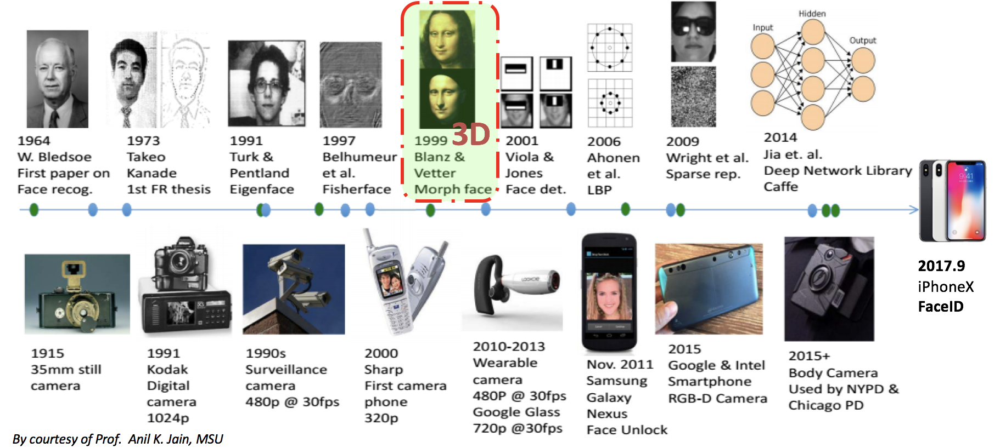 Input
Hidden
Output
1964
W. Bledsoe
First paper on
Face recog.
1973
Takeo
Kanade
1st FR thesis
1991
Turk &
Pentland
Eigenface
1997
Belhumeur
et al.
Fisherface
3D
1999
Blanz &
Vetter
Morph face
2001
Viola &
Jones
Face det.
2006
Ahonen
et al.
LBP
2009
Wright et al.
Sparse rep.
2014
Jia et. al.
Deep Network Library
Caffe
9:41
2017.9
iPhoneX
FaceID
1915
35mm still
camera
Nikon
1991
Kodak
Digital
camera
1024p
1990s
Surveillance
camera
480p @ 30fps
2000
Sharp
First camera
phone
320p
LOOXCIE
2010-2013
Wearable
camera
480P @ 30fps
Google Glass
720p @30fps
Cancel
Continue
Nov. 2011
Samsung
Galaxy
Nexus
Face Unlock
2015
Google & Intel
Smartphone
RGB-D Camera
2015+
Body Camera
Used by NYPD &
Chicago PD
By courtesy of Prof. Anil K. Jain, MSU